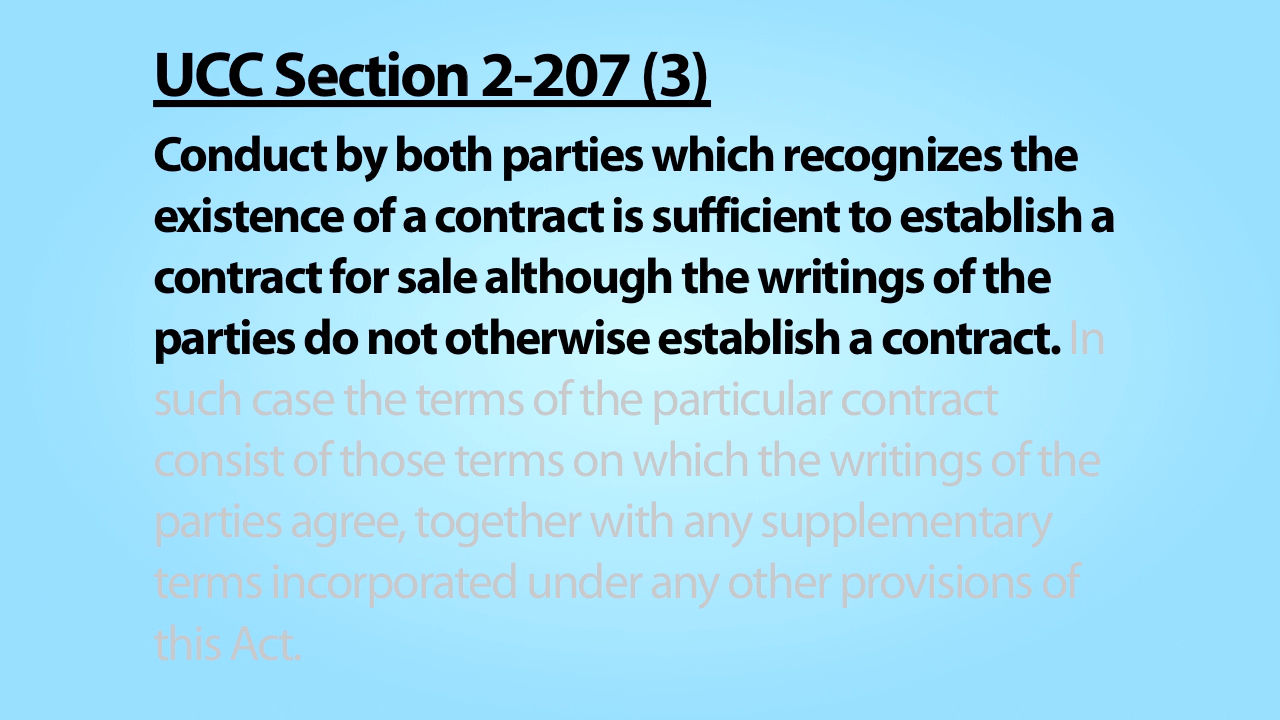 UCC Section 2-207 (3)
Conduct by both parties which recognizes the
existence of a contract is sufficient to establish a
contract for sale although the writings of the
parties do not otherwise establish a contract. In
such case the terms of the particular contract
consist of those terms on which the writings of the
parties agree, together with any supplementary
terms incorporated under any other provisions of
this Act.